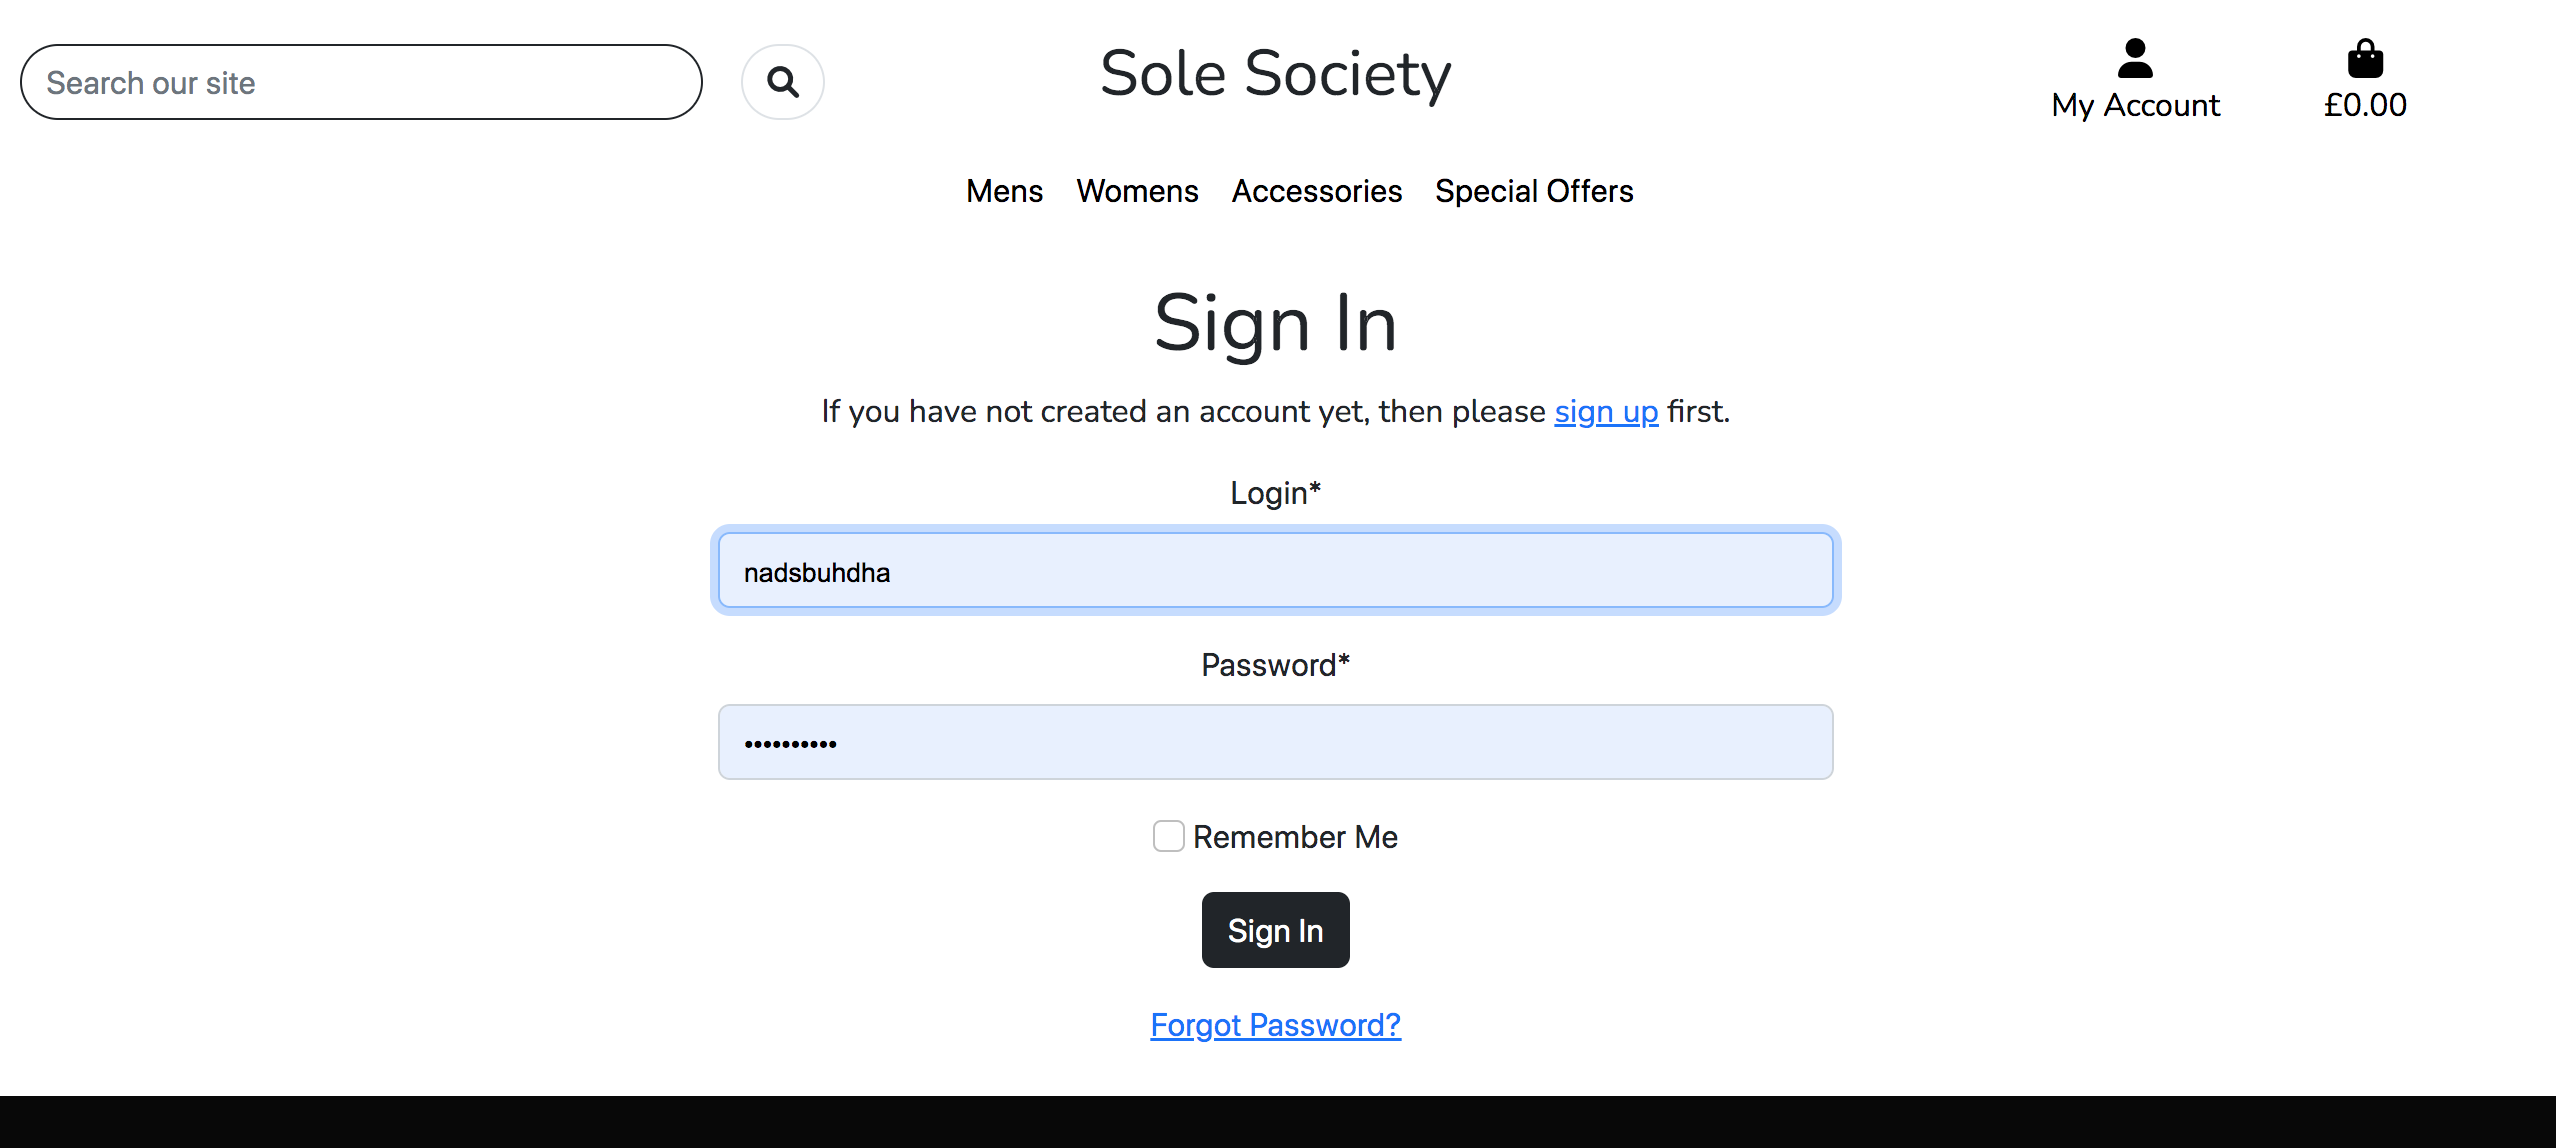 Search our site
Sole Society
My Account
£0.00
Mens Womens Accessories Special Offers
Sign In
If you have not created an account yet, then please sign up first.
Login*
nadsbuhdha
Password*
••••••••••
Remember Me
Sign In
Forgot Password?